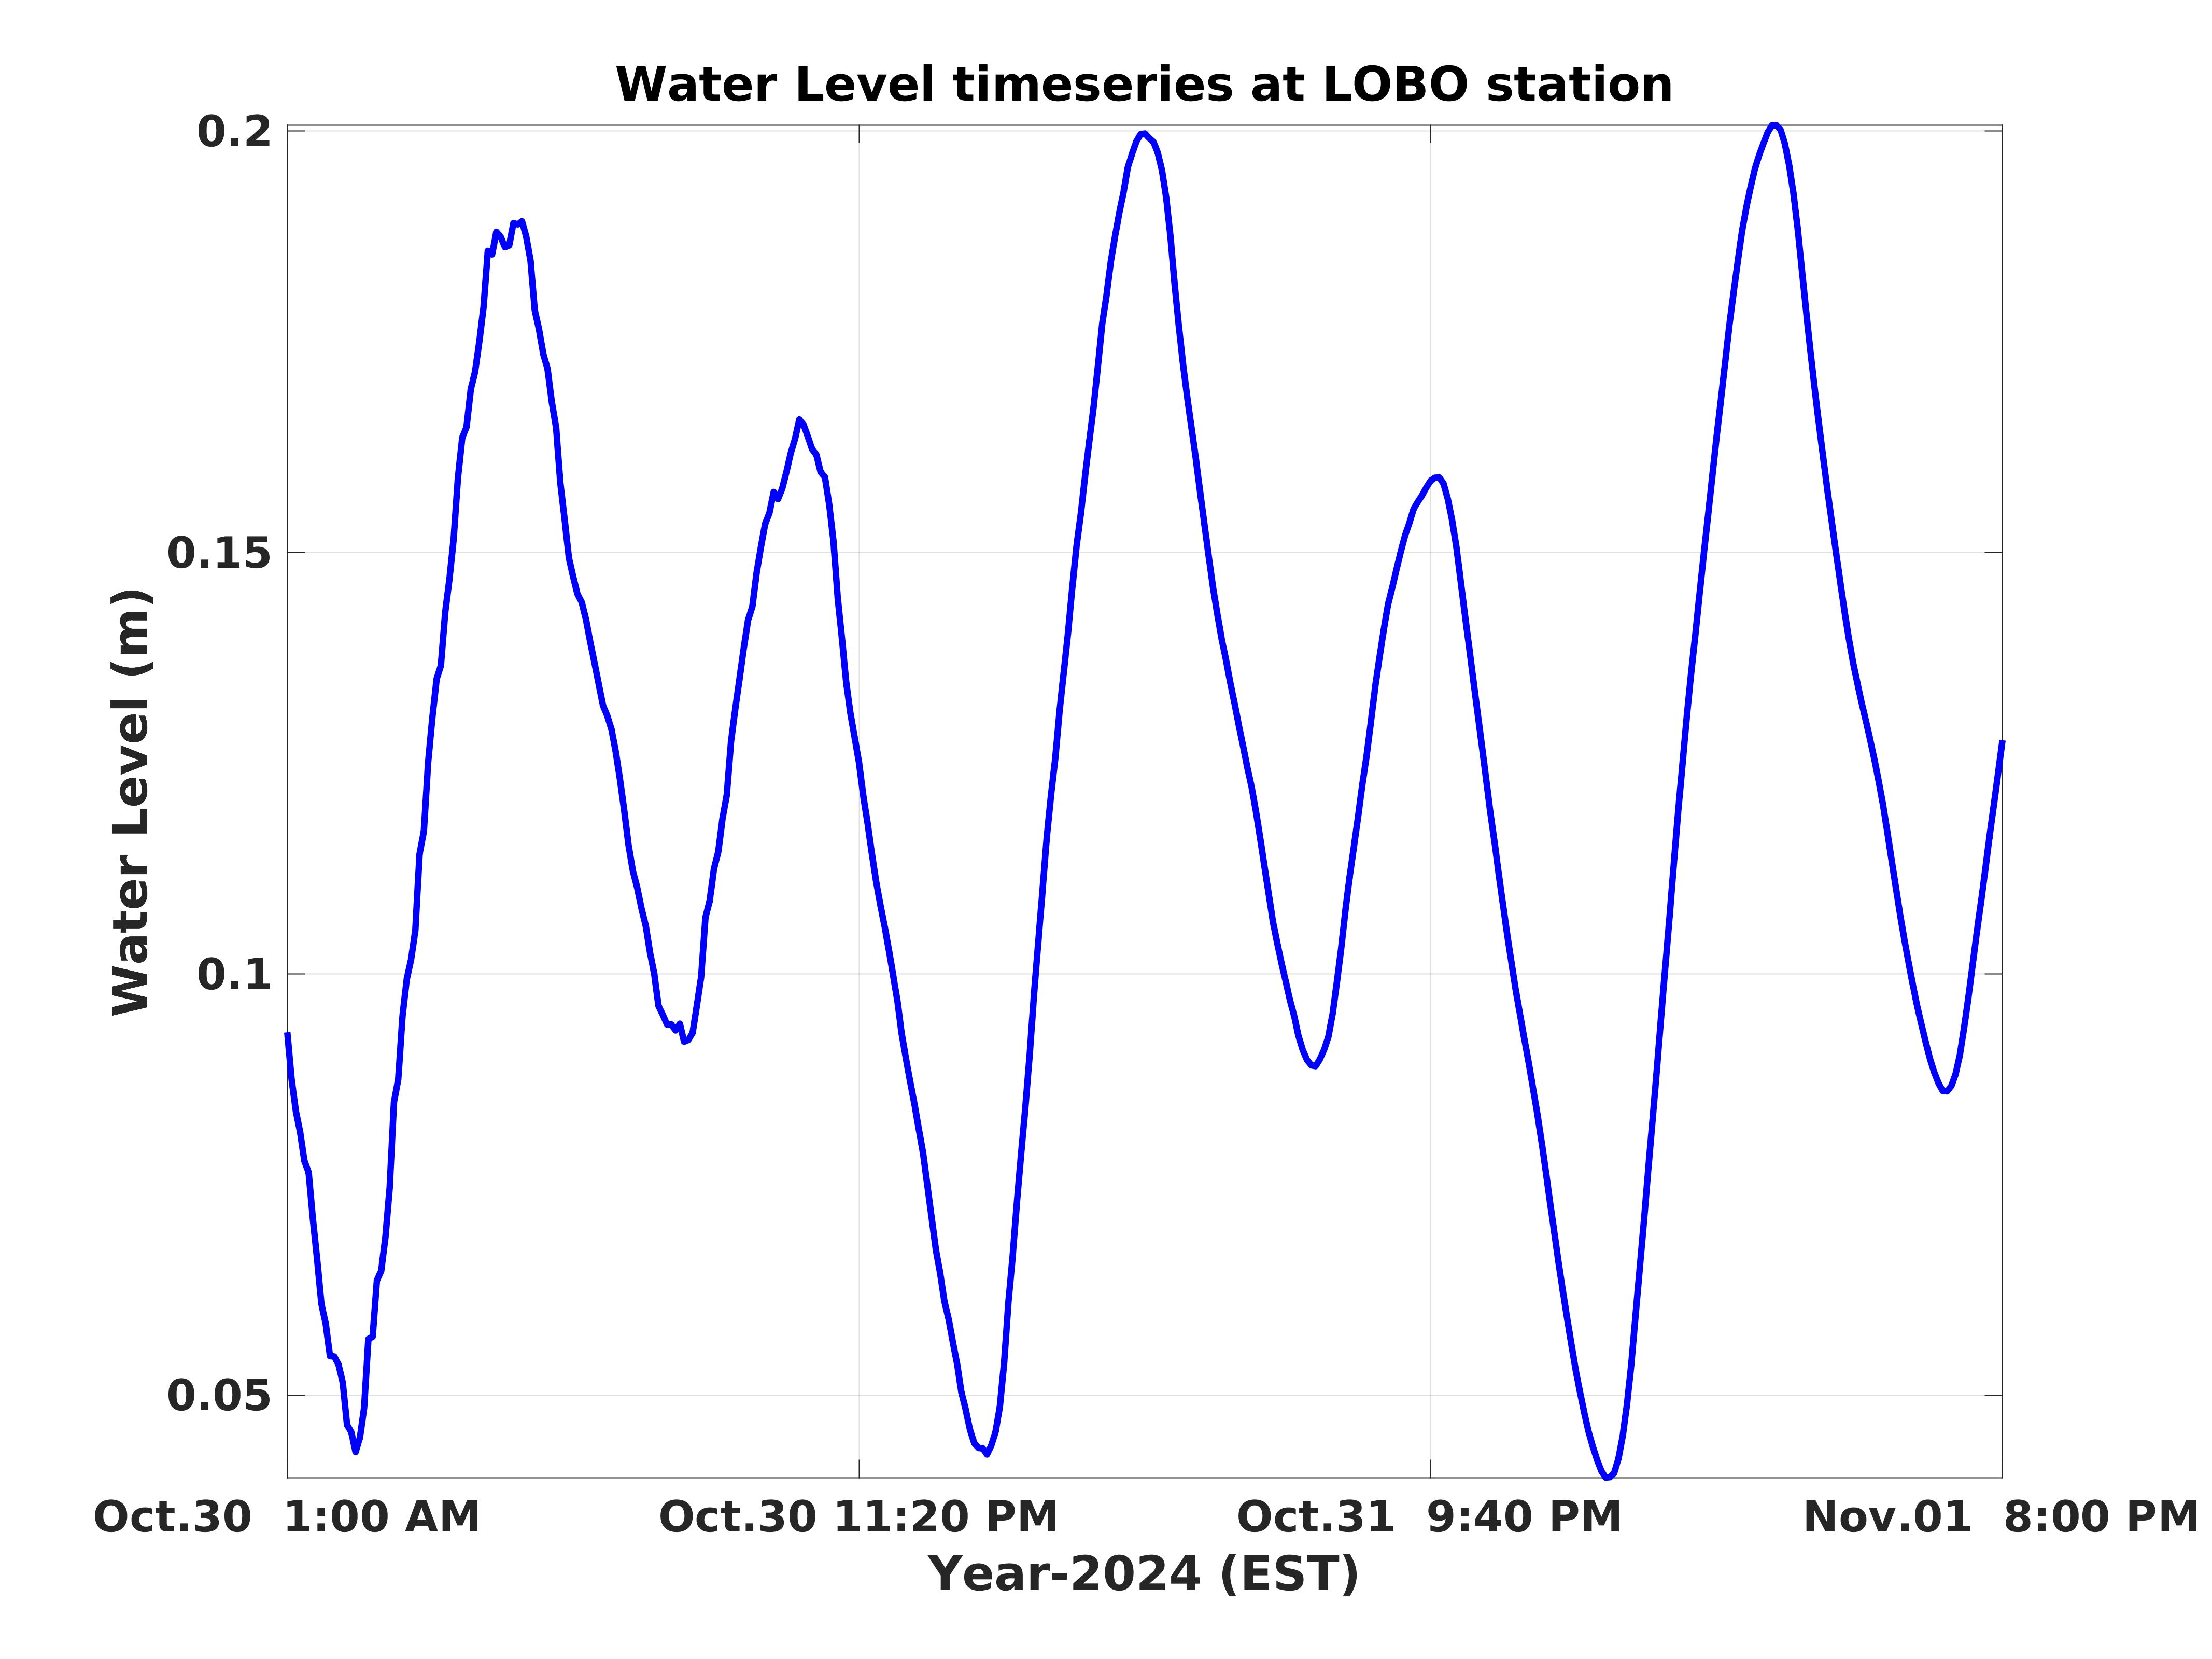 Water Level timeseries at LOBO station
0.2
0.15
0.1
0.05
Water Level (m)
Oct.30  1:00 AM
Oct.30 11:20 PM
Oct.31  9:40 PM
Nov.01  8:00 PM
Year-2024 (EST)